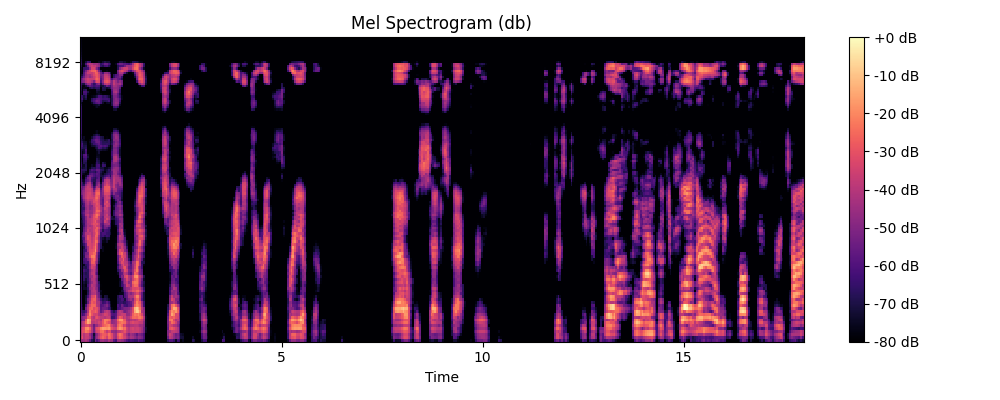 Mel Spectrogram (db)
Hz
8192
4096
2048
1024
512
0
0 5 10 15
Time
+0 dB
-10 dB
-20 dB
-30 dB
-40 dB
-50 dB
-60 dB
-70 dB
-80 dB